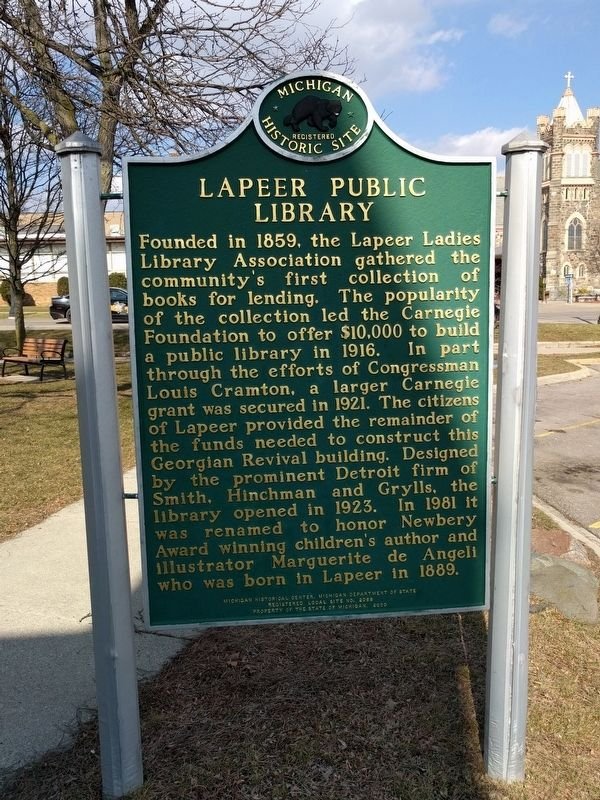 MICHIGAN
REGISTERED
HISTORIC SITE
LAPEER PUBLIC
LIBRARY
Founded in 1859, the Lapeer Ladies
Library Association gathered the
community's first collection of
books for lending. The popularity
of the collection led the Carnegie
Foundation to offer $10,000 to build
a public library in 1916. In part
through the efforts of Congressman
Louis Cramton, a larger Carnegie
grant was secured in 1921. The citizens
of Lapeer provided the remainder of
the funds needed to construct this
Georgian Revival building. Designed
by the prominent Detroit firm of
Smith, Hinchman and Grylls, the
library opened in 1923. In 1981 it
was renamed to honor Newbery
Award winning children's author and
illustrator Marguerite de Angeli
who was born in Lapeer in 1889.
MICHIGAN HISTORICAL CENTER, MICHIGAN DEPARTMENT OF STATE
REGISTERED LOCAL SITE NO.
PROPERTY OF THE STATE OF MICHIGAN,